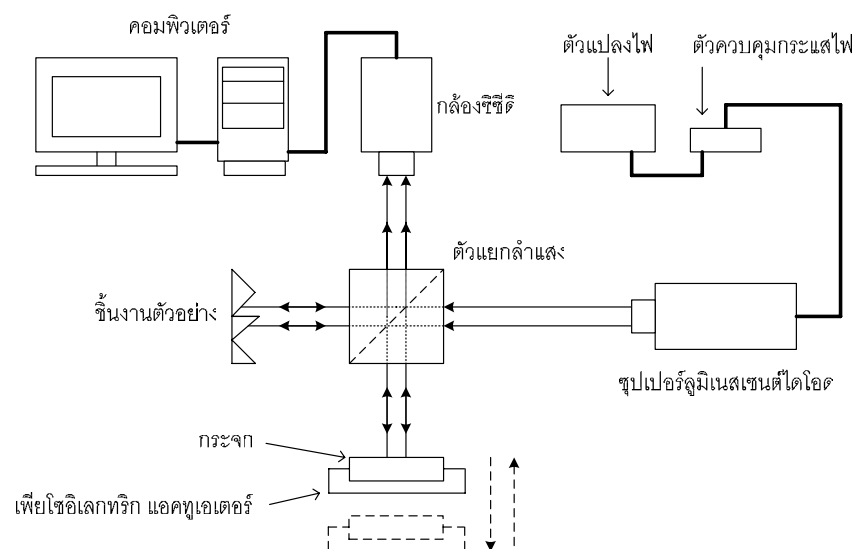 คอมพิวเตอร์
ตัวแปลงไฟ
ตัวควบคุมกระแสไฟ
กล้องซีซีดี
ตัวแยกลำแสง
ชิ้นงานตัวอย่าง
ซุปเปอร์ลูมิเนสเซนต์ไดโอด
กระจก
เพียโซอิเลกทริก แอคทูเอเตอร์